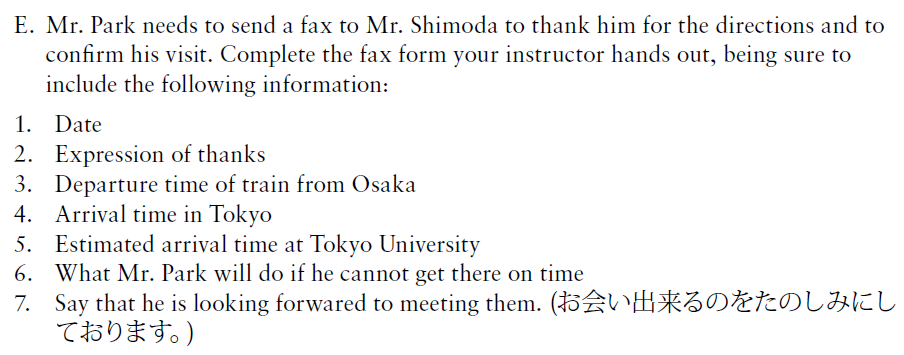 E. Mr. Park needs to send a fax to Mr. Shimoda to thank him for the directions and to
confirm his visit. Complete the fax form your instructor hands out, being sure to
include the following information:
1. Date
2. Expression of thanks
3. Departure time of train from Osaka
4. Arrival time in Tokyo
5. Estimated arrival time at Tokyo University
6. What Mr. Park will do if he cannot get there on time
7. Say that he is looking forwared to meeting them. (お会い出来るのをたのしみにし
ております。)